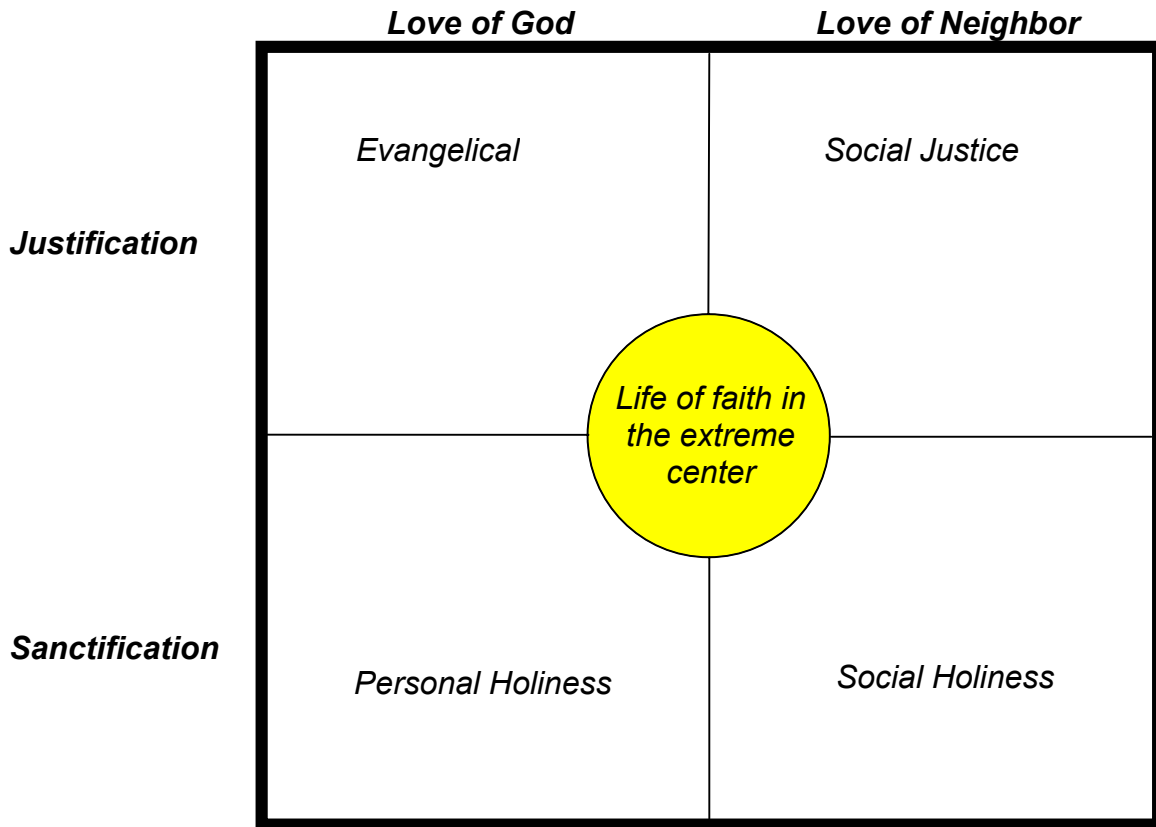 Love of God
Love of Neighbor
Evangelical
Social Justice
Justification
Life of faith in
the extreme
center
Sanctification
Personal Holiness
Social Holiness